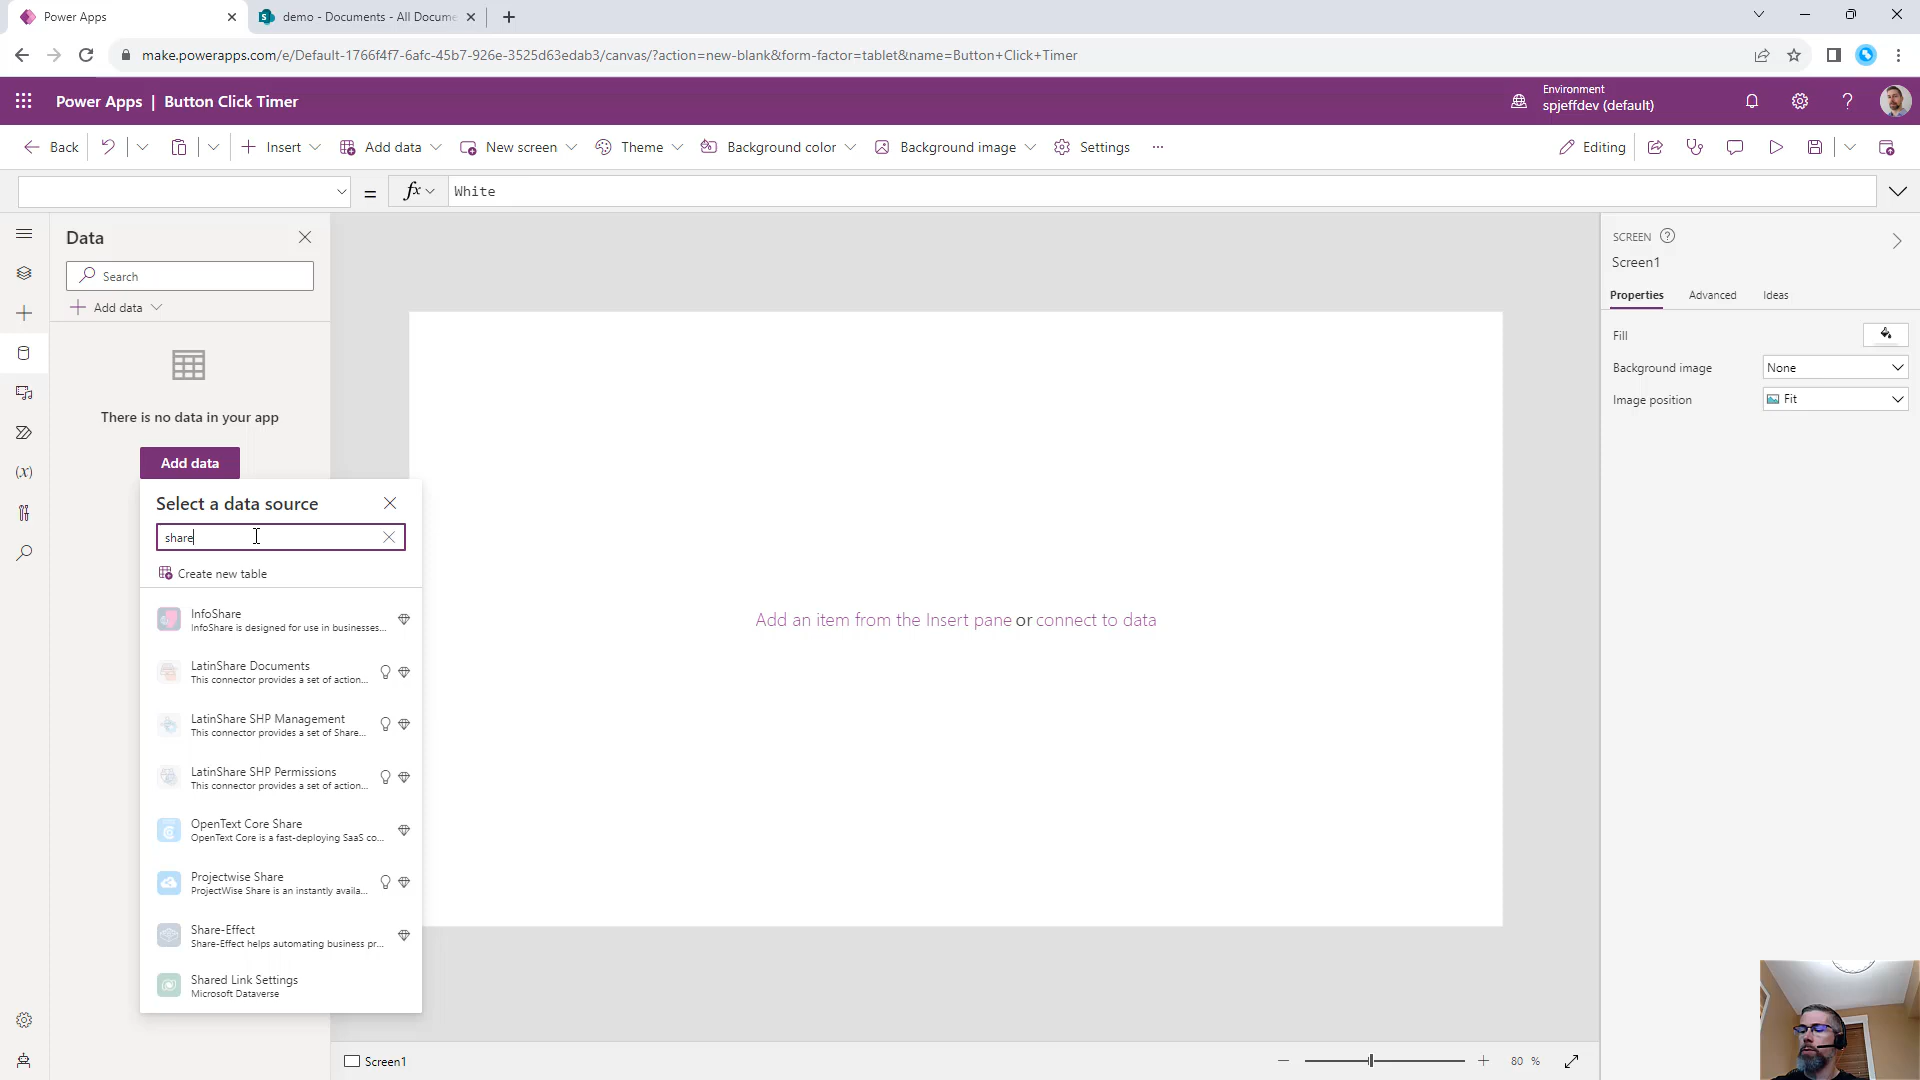 Power Apps
demo - Documents - All Docume
make.powerapps.com/e/Default-1766f4f7-6afc-45b7-926e-3525d63edab3/canvas/?action=new-blank&form-factor=tablet&name=Button+Click+Timer
Power Apps | Button Click Timer
Environment
spjeffdev (default)
Back
Insert
Add data
New screen
Theme
Background color
Background image
Settings
...
Editing
= fx White
Data
Search
Add data
There is no data in your app
Add data
Select a data source
share
Create new table
InfoShare
InfoShare is designed for use in businesses...
LatinShare Documents
This connector provides a set of action...
LatinShare SHP Management
This connector provides a set of Share...
LatinShare SHP Permissions
This connector provides a set of action...
OpenText Core Share
OpenText Core is a fast-deploying SaaS co...
Projectwise Share
ProjectWise Share is an instantly availa...
Share-Effect
Share-Effect helps automating business pr...
Shared Link Settings
Microsoft Dataverse
Add an item from the Insert pane or connect to data
SCREEN
Screen1
Properties
Advanced
Ideas
Fill
Background image
None
Image position
Fit
Screen1
80 %